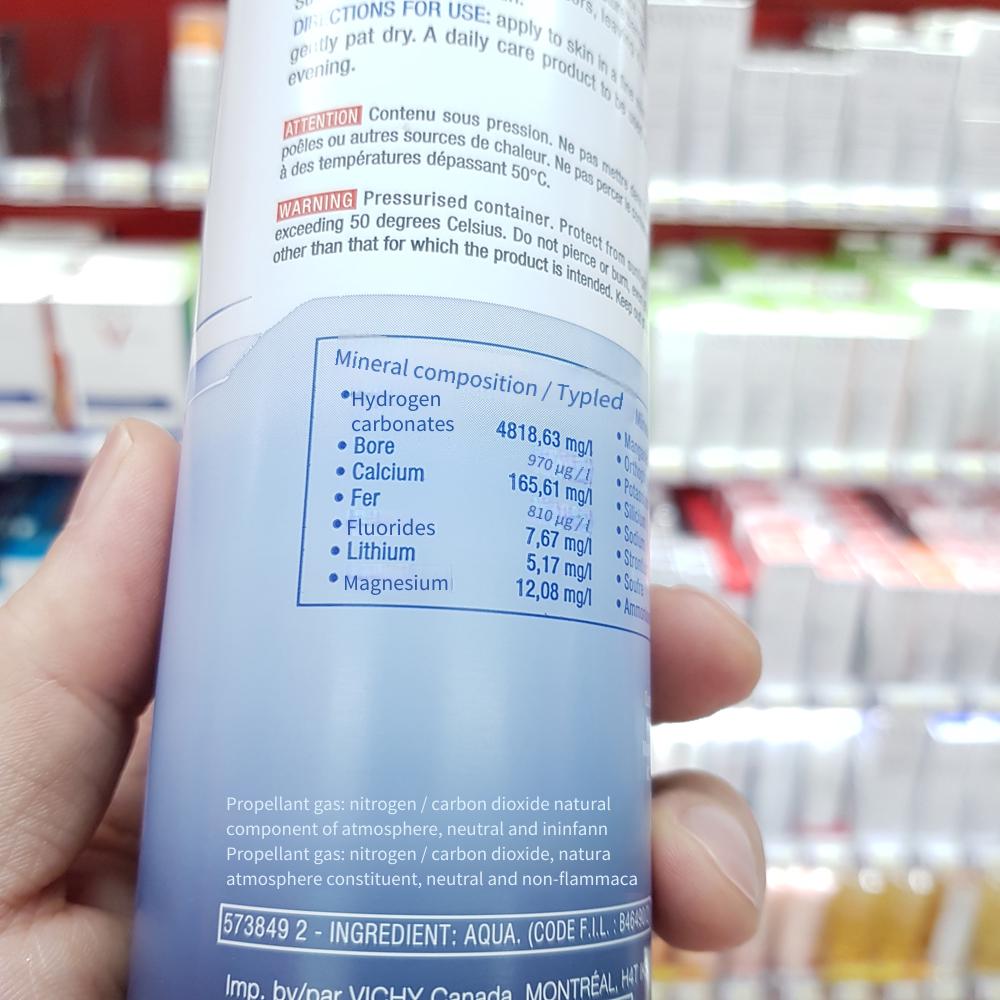 DIRECTIONS FOR USE: apply to skin in a
gently pat dry. A daily care product to be
evening.
ATTENTION Contenu sous pression. Ne pas mettre
poêles ou autres sources de chaleur. Ne pas percer
à des températures dépassant 50°C.
WARNING Pressurised container. Protect from
exceeding 50 degrees Celsius. Do not pierce or burn,
other than that for which the product is intended. Keep
Mineral composition / Typled
•Hydrogen
carbonates 4818,63 mg/l
• Bore 970 µg / l
• Calcium 165,61 mg/l
• Fer 810 µg / l
• Fluorides 7,67 mg/l
• Lithium 5,17 mg/l
• Magnesium 12,08 mg/l
Propellant gas: nitrogen / carbon dioxide natural
component of atmosphere, neutral and ininfann
Propellant gas: nitrogen / carbon dioxide, natura
atmosphere constituent, neutral and non-flammaca
573849 2 - INGREDIENT: AQUA. (CODE F.I.L. :
Imp. by/par VICHY Canada, MONTRÉAL, H4T